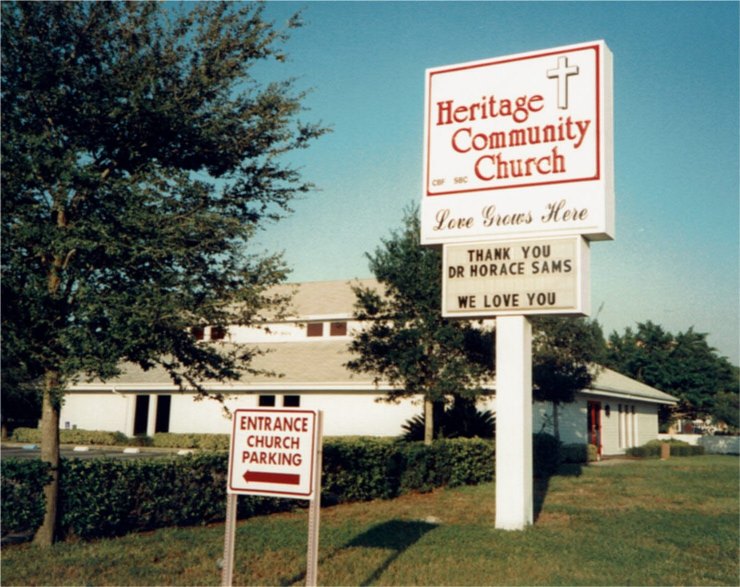 Heritage
Community
Church
CBF SBC
Love Grows Here
THANK YOU
DR HORACE SAMS
WE LOVE YOU
ENTRANCE
CHURCH
PARKING